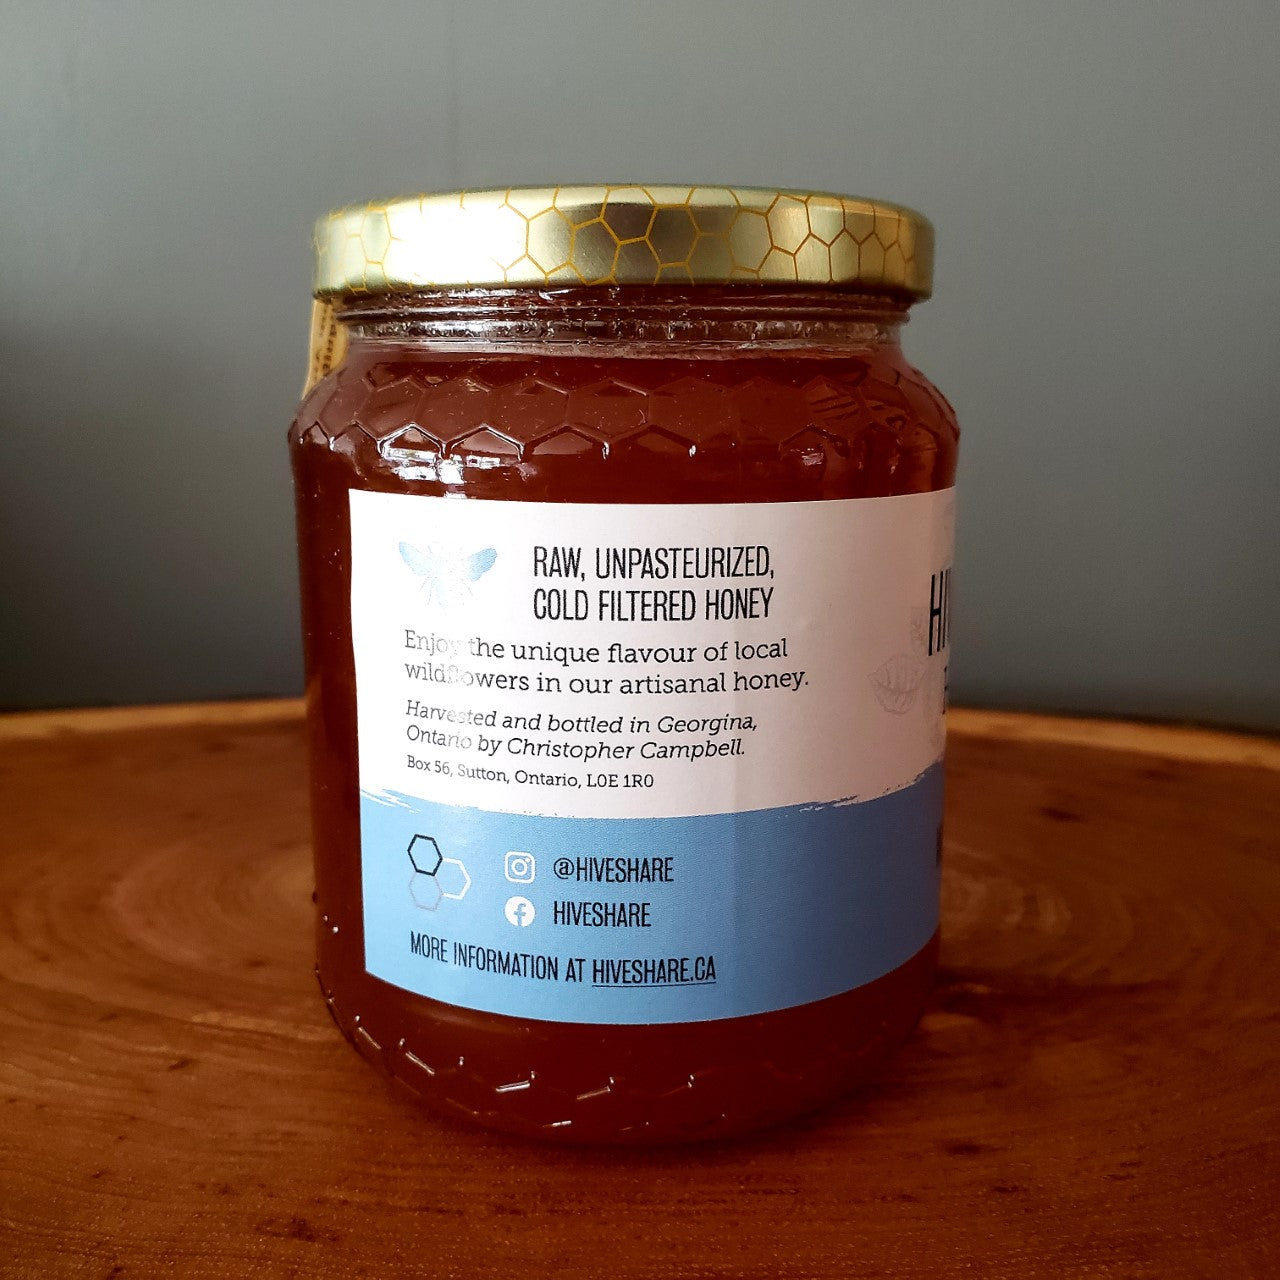 RAW, UNPASTEURIZED,
COLD FILTERED HONEY
Enjoy the unique flavour of local
wildflowers in our artisanal honey.
Harvested and bottled in Georgina,
Ontario by Christopher Campbell.
Box 56, Sutton, Ontario, L0E 1R0
@HIVESHARE
HIVESHARE
MORE INFORMATION AT HIVESHARE.CA